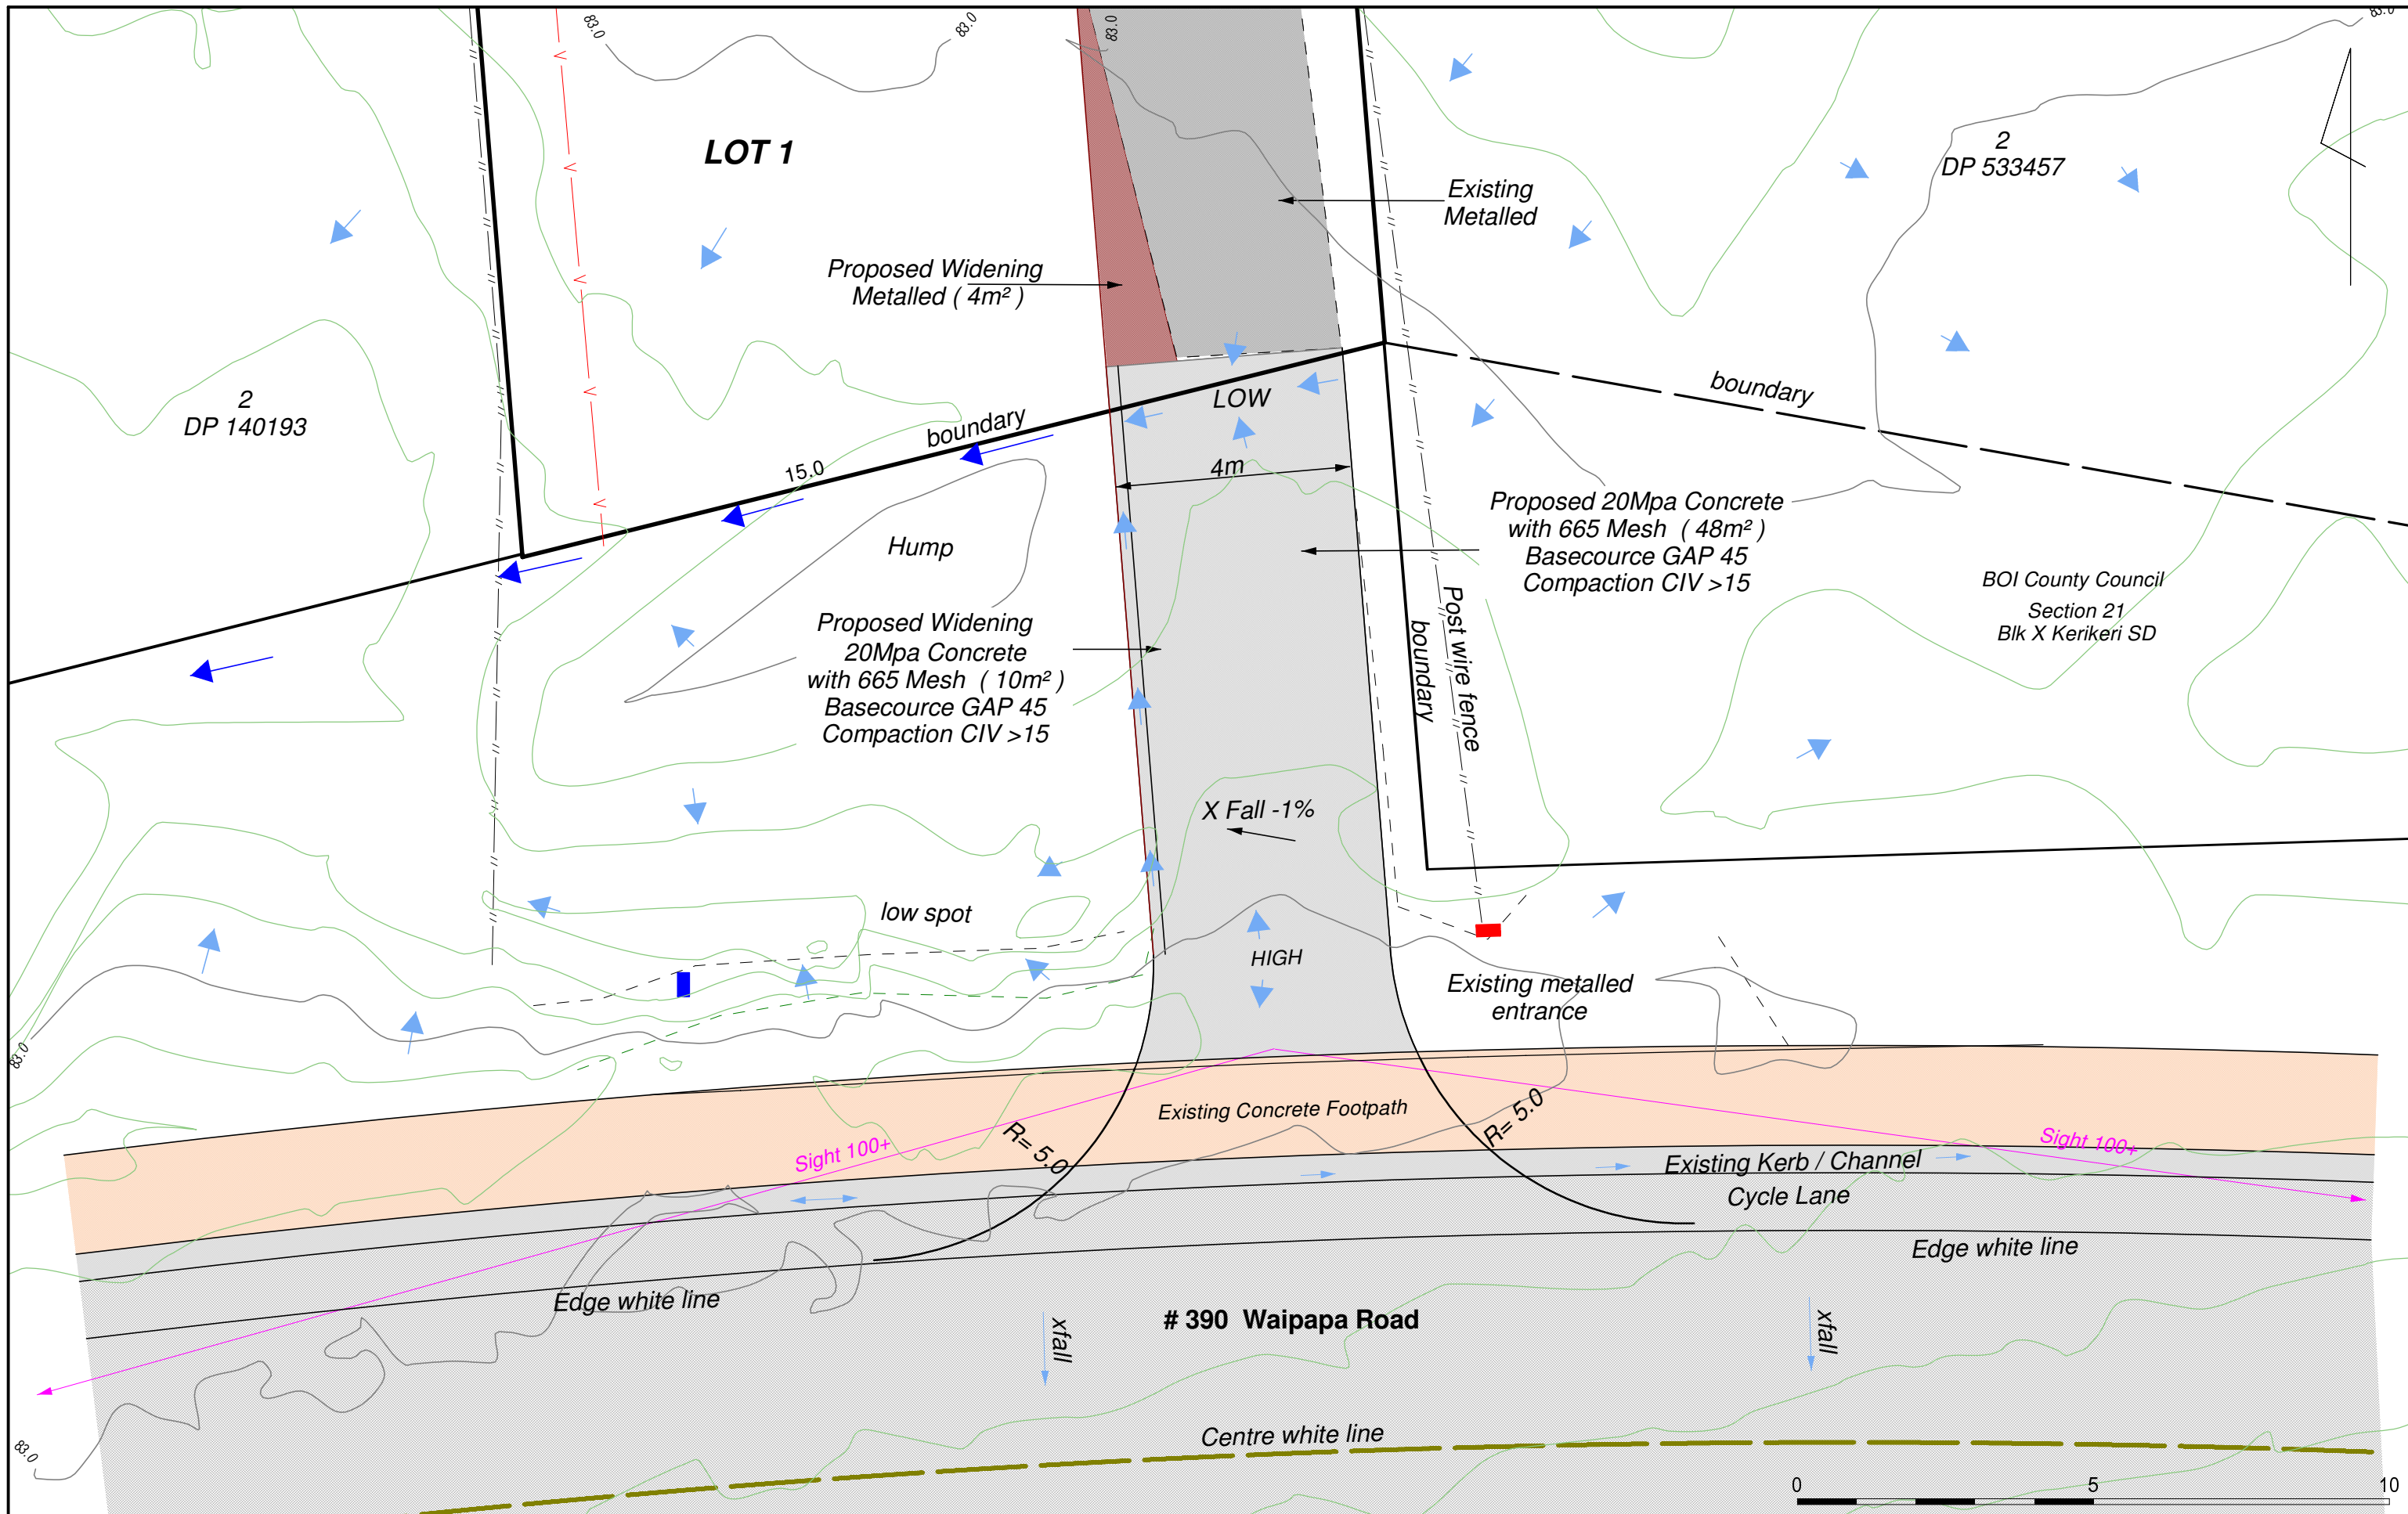 83.0
83.0
83.0
83.0
LOT 1
2
DP 533457
Existing
Metalled
Proposed Widening
Metalled ( 4m² )
2
DP 140193
boundary
LOW
boundary
15.0
4m
Hump
Proposed 20Mpa Concrete
with 665 Mesh ( 48m² )
Basecourse GAP 45
Compaction CIV >15
BOI County Council
Section 21
Blk X Kerikeri SD
Proposed Widening
20Mpa Concrete
with 665 Mesh ( 10m² )
Basecource GAP 45
Compaction CIV >15
boundary
Post wire fence
X Fall -1%
low spot
HIGH
Existing metalled
entrance
83.0
Existing Concrete Footpath
R= 5.0
R= 5.0
Sight 100+
Sight 100+
Existing Kerb / Channel
Cycle Lane
Edge white line
Edge white line
# 390 Waipapa Road
xfall
xfall
Centre white line
83.0
0 5 10